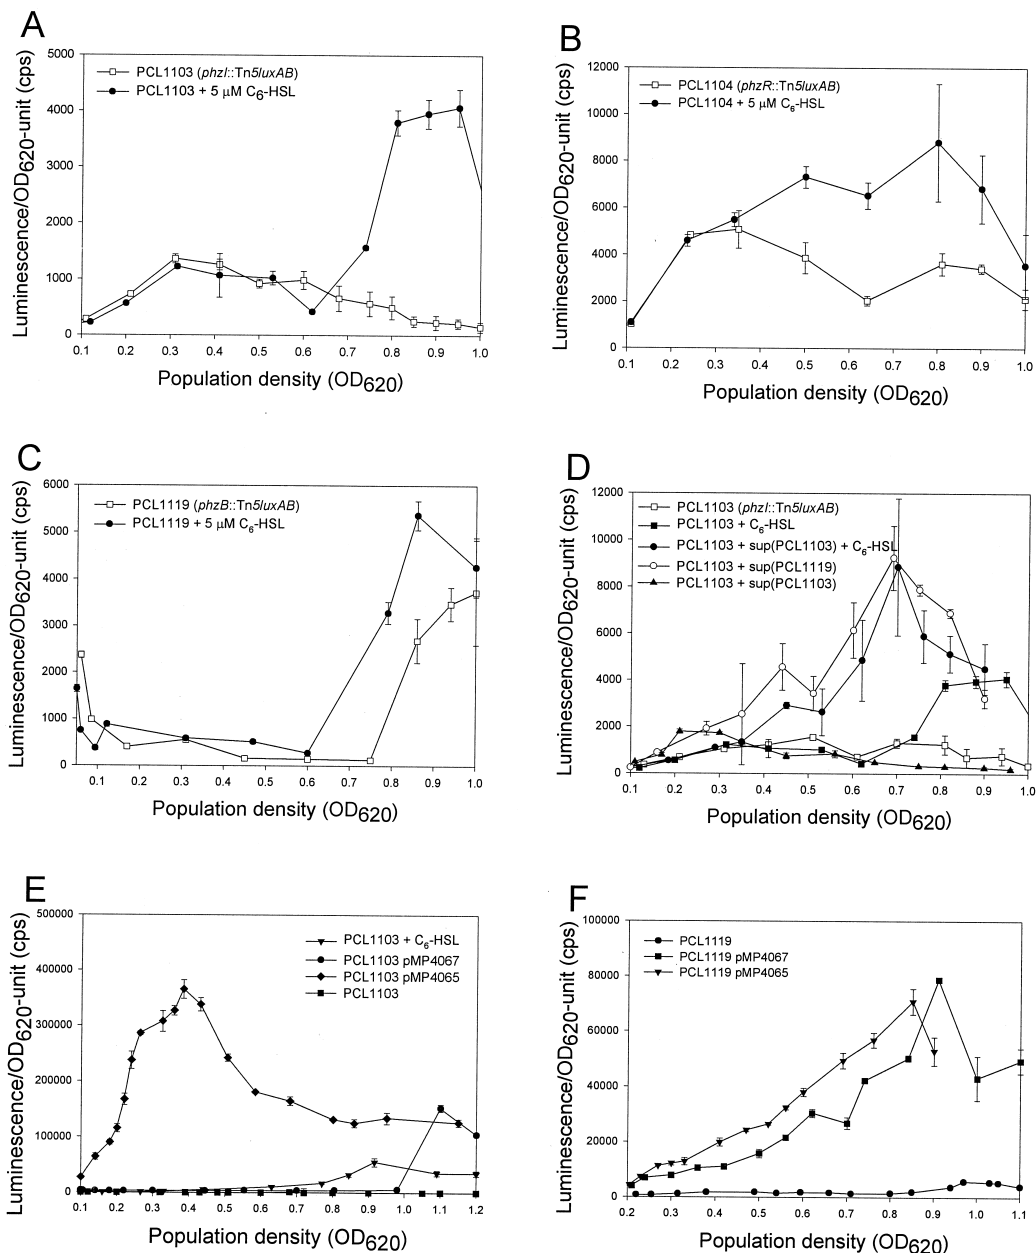 A
Luminescence/OD620-unit (cps)
5000
4000
3000
2000
1000
0
PCL1103 (phzI::Tn5luxAB)
PCL1103 + 5 μM C6-HSL
0.1 0.2 0.3 0.4 0.5 0.6 0.7 0.8 0.9 1.0
Population density (OD620)
B
Luminescence/OD620-unit (cps)
12000
10000
8000
6000
4000
2000
0
PCL1104 (phzR::Tn5luxAB)
PCL1104 + 5 μM C6-HSL
0.1 0.2 0.3 0.4 0.5 0.6 0.7 0.8 0.9 1.0
Population density (OD620)
C
Luminescence/OD620-unit (cps)
6000
5000
4000
3000
2000
1000
0
PCL1119 (phzB::Tn5luxAB)
PCL1119 + 5 μM C6-HSL
0.1 0.2 0.3 0.4 0.5 0.6 0.7 0.8 0.9 1.0
Population density (OD620)
D
Luminescence/OD620-unit (cps)
12000
10000
8000
6000
4000
2000
0
PCL1103 (phzI::Tn5luxAB)
PCL1103 + C6-HSL
PCL1103 + sup(PCL1103) + C6-HSL
PCL1103 + sup(PCL1119)
PCL1103 + sup(PCL1103)
0.1 0.2 0.3 0.4 0.5 0.6 0.7 0.8 0.9 1.0
Population density (OD620)
E
Luminescence/OD620-unit (cps)
500000
400000
300000
200000
100000
0
PCL1103 + C6-HSL
PCL1103 pMP4067
PCL1103 pMP4065
PCL1103
0.1 0.2 0.3 0.4 0.5 0.6 0.7 0.8 0.9 1.0 1.1 1.2
Population density (OD620)
F
Luminescence/OD620-unit (cps)
100000
80000
60000
40000
20000
0
PCL1119
PCL1119 pMP4067
PCL1119 pMP4065
0.2 0.3 0.4 0.5 0.6 0.7 0.8 0.9 1.0 1.1
Population density (OD620)